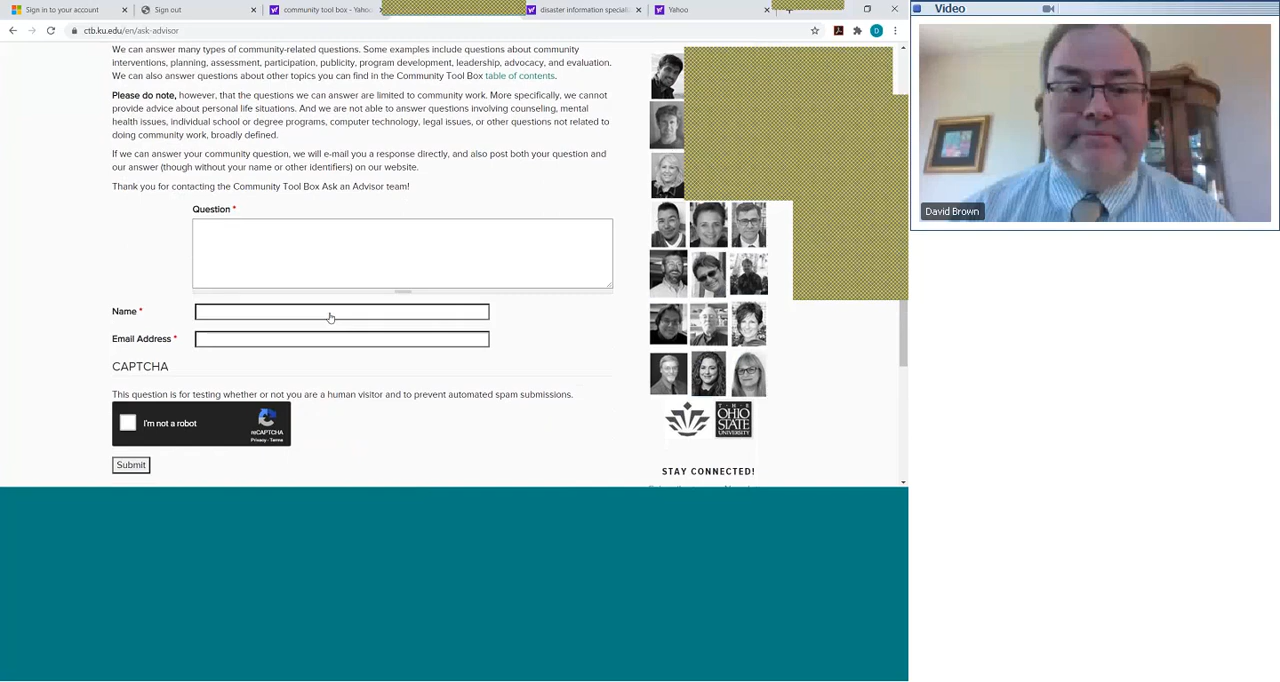 Sign in to your account
Sign out
community tool box - Yahoo
disaster information speciali
Yahoo
ctb.ku.edu/en/ask-advisor
D
We can answer many types of community-related questions. Some examples include questions about community
interventions, planning, assessment, participation, publicity, program development, leadership, advocacy, and evaluation.
We can also answer questions about other topics you can find in the Community Tool Box table of contents.
Please do note, however, that the questions we can answer are limited to community work. More specifically, we cannot
provide advice about personal life situations. And we are not able to answer questions involving counseling, mental
health issues, individual school or degree programs, computer technology, legal issues, or other questions not related to
doing community work, broadly defined.
If we can answer your community question, we will e-mail you a response directly, and also post both your question and
our answer (though without your name or other identifiers) on our website.
Thank you for contacting the Community Tool Box Ask an Advisor team!
Question *
Name *
Email Address *
CAPTCHA
This question is for testing whether or not you are a human visitor and to prevent automated spam submissions.
I'm not a robot
reCAPTCHA
Privacy - Terms
Submit
THE
OHIO
STATE
UNIVERSITY
STAY CONNECTED!
Video
David Brown